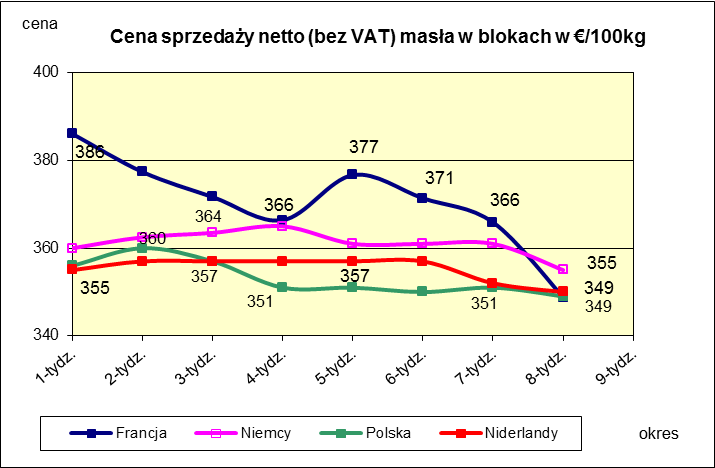 cena
Cena sprzedaży netto (bez VAT) masła w blokach w €/100kg
400
380
360
340
386
364
366
377
371
366
360
357
351
357
351
355
355
349
349
1-tydz.
2-tydz.
3-tydz.
4-tydz.
5-tydz.
6-tydz.
7-tydz.
8-tydz.
9-tydz.
Francja
Niemcy
Polska
Niderlandy
okres